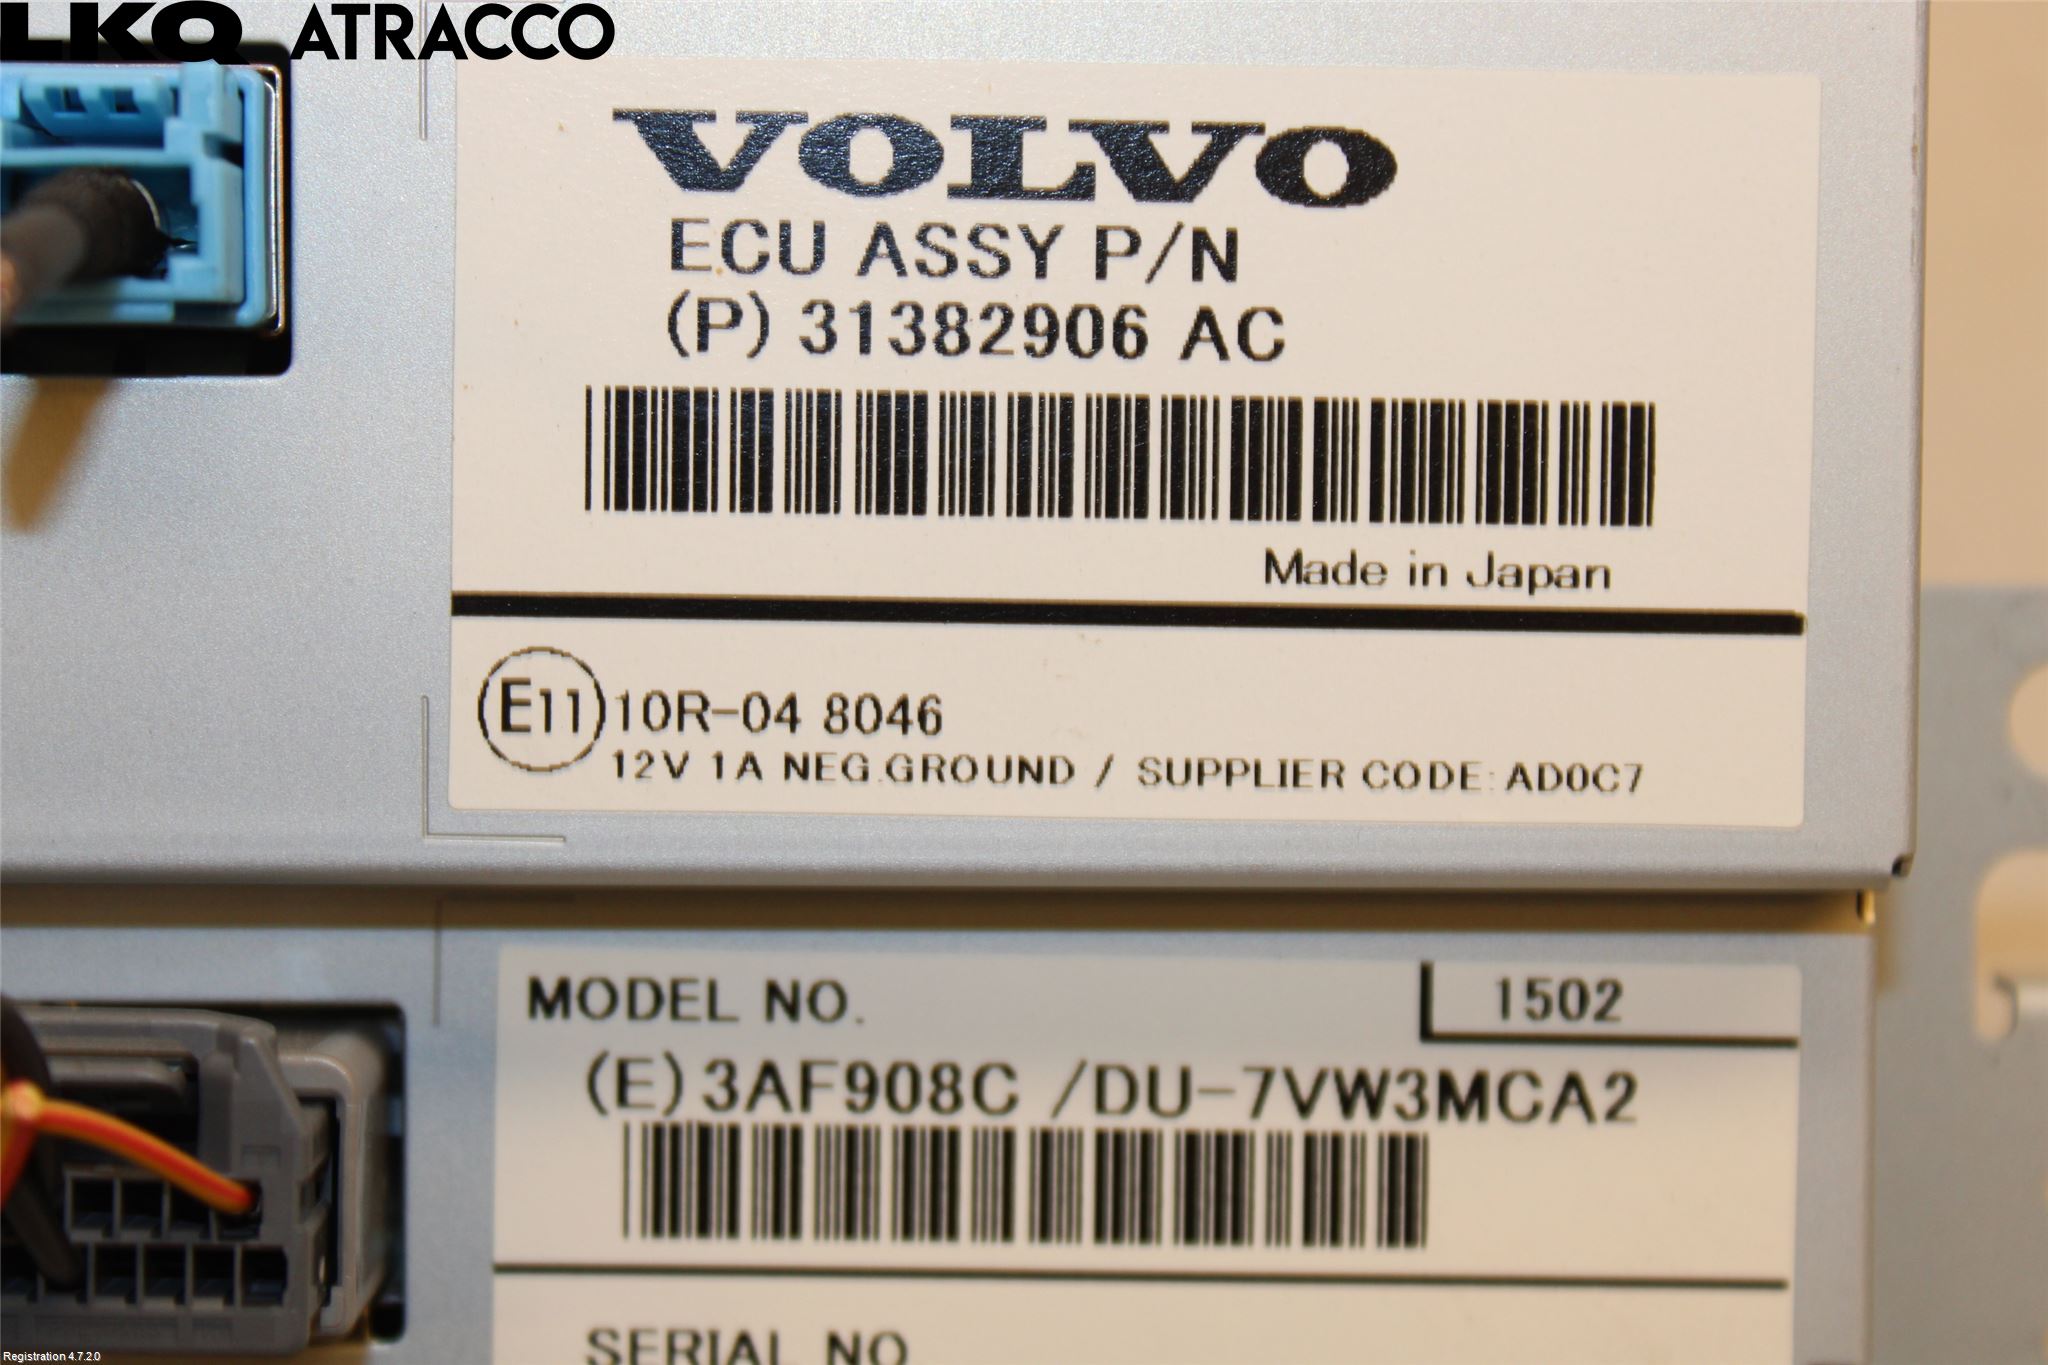 LKQ ATRACCO
VOLVO
ECU ASSY P/N
(P) 31382906 AC
Made in Japan
E11 10R-04 8046
12V 1A NEG.GROUND / SUPPLIER CODE: AD0C7
MODEL NO. 1502
(E) 3AF908C /DU-7VW3MCA2
SERIAL NO
Registration 4.7.2.0